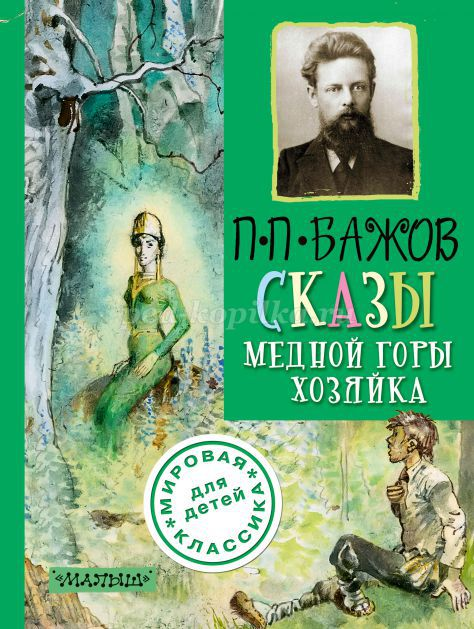 П·П·БАЖОВ
СКАЗЫ
МЕДНОЙ ГОРЫ
ХОЗЯЙКА
*МИРОВАЯ*
для
детей
КЛАССИКА
«МАЛЫШ»